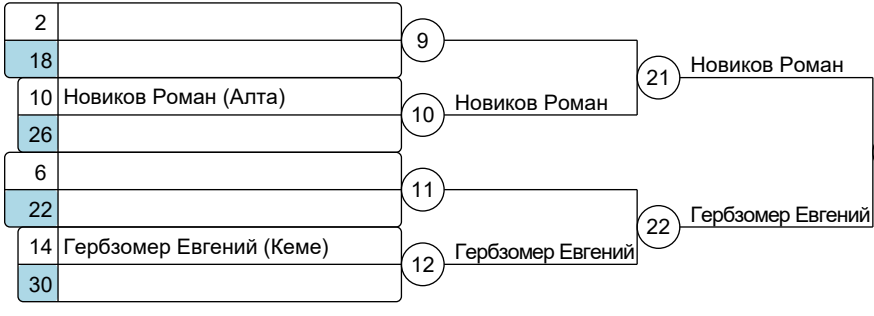 2
9
18
21
Новиков Роман
10 Новиков Роман (Алта)
10
Новиков Роман
26
6
11
22
22
Гербзомер Евгений
14 Гербзомер Евгений (Кеме)
12
Гербзомер Евгений
30